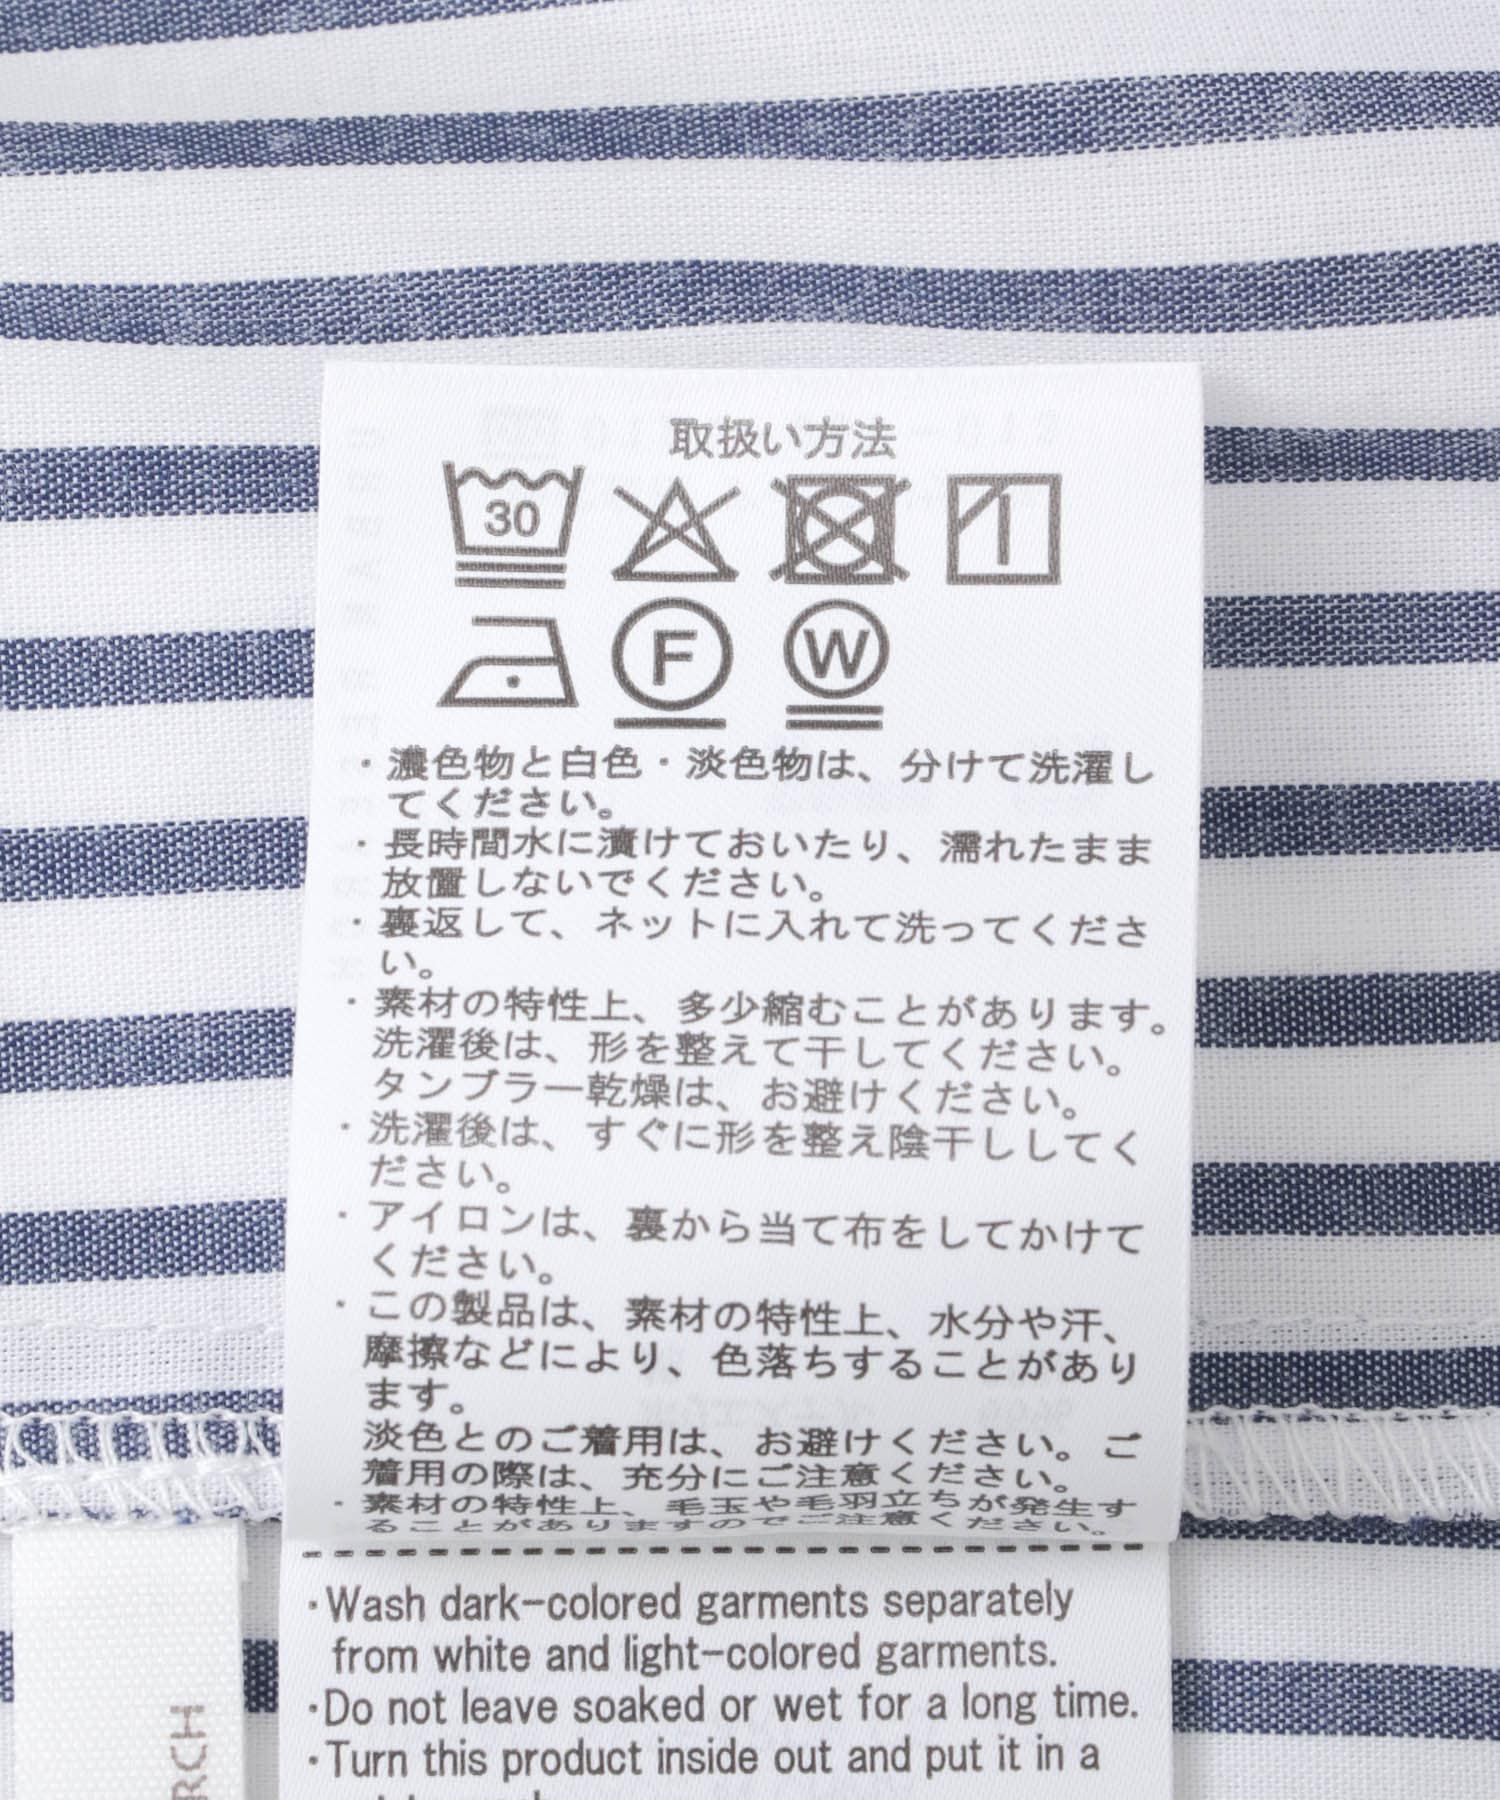 取扱い方法
30
F
W
・濃色物と白色・淡色物は、分けて洗濯し
てください。
・長時間水に漬けておいたり、濡れたまま
放置しないでください。
・裏返して、ネットに入れて洗ってくださ
い。
・素材の特性上、多少縮むことがあります。
洗濯後は、形を整えて干してください。
タンブラー乾燥は、お避けください。
・洗濯後は、すぐに形を整え陰干ししてく
ださい。
・アイロンは、裏から当て布をしてかけて
ください。
・この製品は、素材の特性上、水分や汗、
摩擦などにより、色落ちすることがあり
ます。
淡色とのご着用は、お避けください。ご
着用の際は、充分にご注意ください。
・素材の特性上、毛玉や毛羽立ちが発生す
ることがありますのでご注意ください。
・Wash dark-colored garments separately
from white and light-colored garments.
・Do not leave soaked or wet for a long time.
・Turn this product inside out and put it in a
RCH